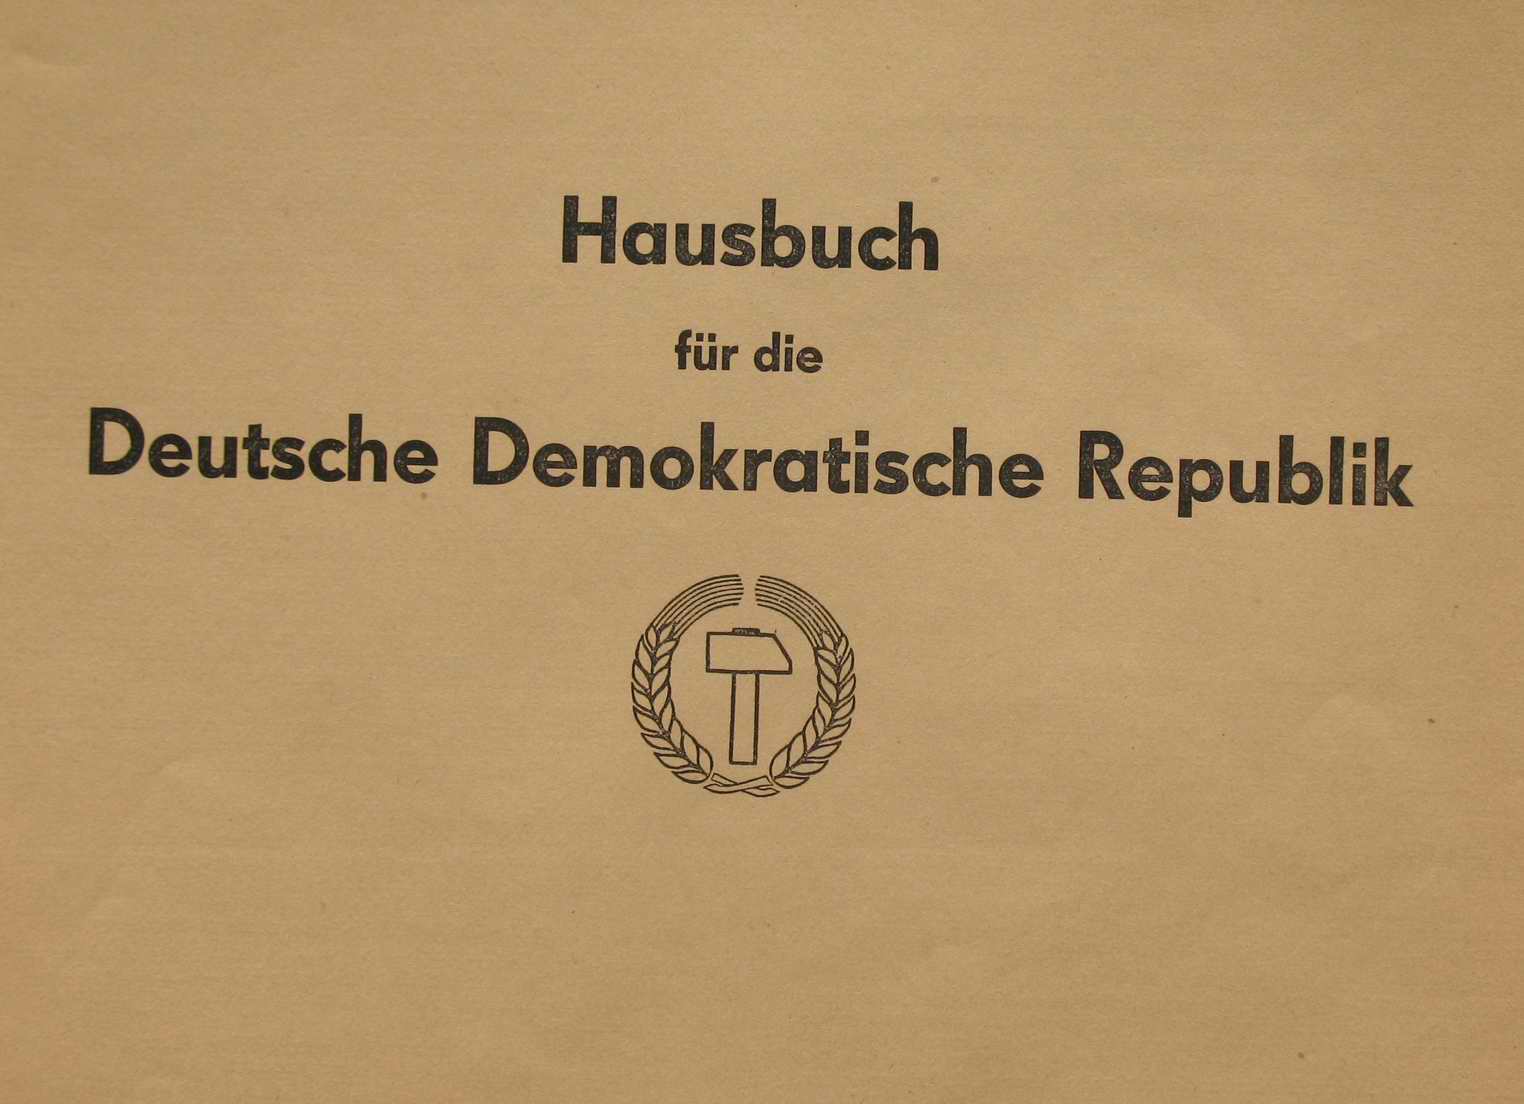 Hausbuch
für die
Deutsche Demokratische Republik